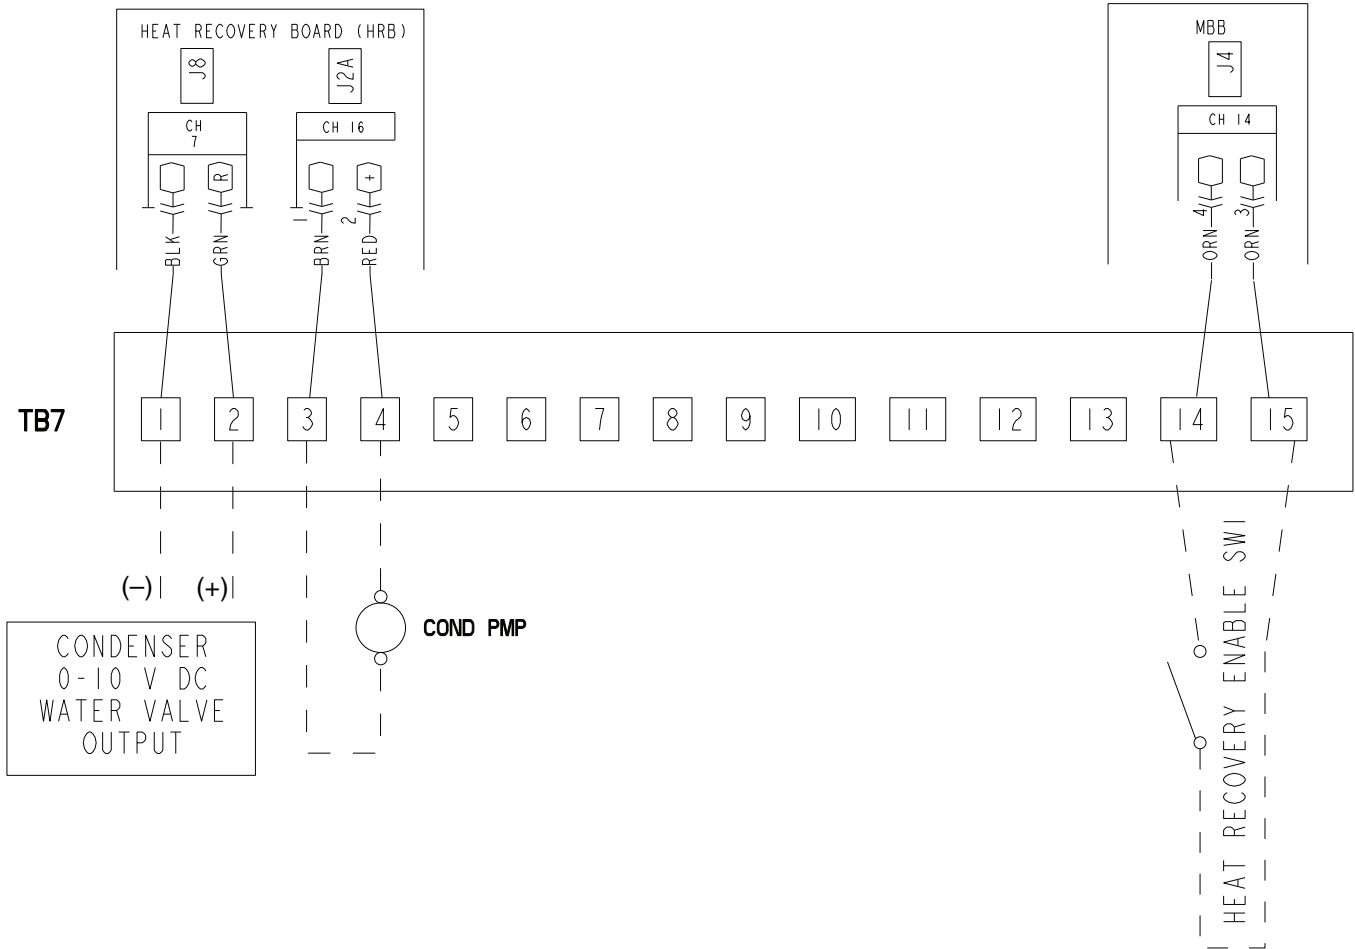 HEAT RECOVERY BOARD (HRB)
MBB
J8
J2A
J4
CH
7
CH 16
CH 14
R
+
1
2
4
3
BLK
GRN
BRN
RED
ORN
ORN
TB7
1
2
3
4
5
6
7
8
9
10
11
12
13
14
15
(–)
(+)
CONDENSER
0-10 V DC
WATER VALVE
OUTPUT
COND PMP
HEAT RECOVERY ENABLE SWI